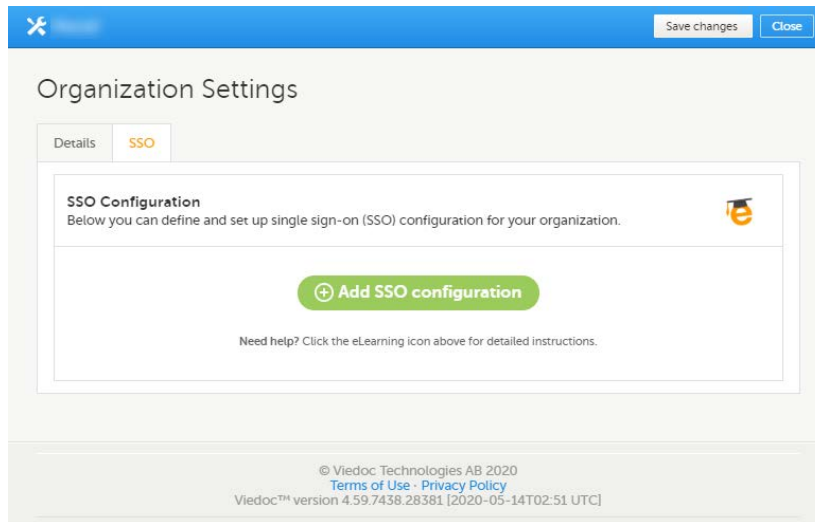 Save changes
Close
Organization Settings
Details
SSO
SSO Configuration
Below you can define and set up single sign-on (SSO) configuration for your organization.
e
Add SSO configuration
Need help? Click the eLearning icon above for detailed instructions.
© Viedoc Technologies AB 2020
Terms of Use · Privacy Policy
Viedoc™ version 4.59.7438.28381 [2020-05-14T02:51 UTC]